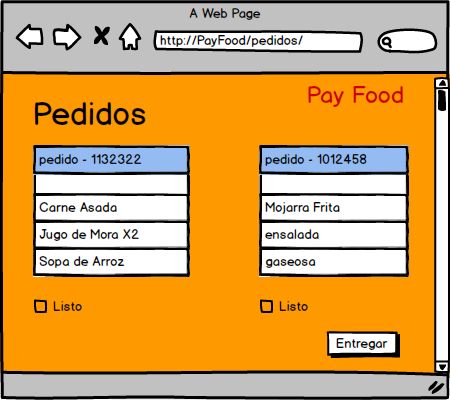 A Web Page
http://PayFood/pedidos/
Pay Food
Pedidos
pedido - 1132322
Carne Asada
Jugo de Mora X2
Sopa de Arroz
Listo
pedido - 1012458
Mojarra Frita
ensalada
gaseosa
Listo
Entregar